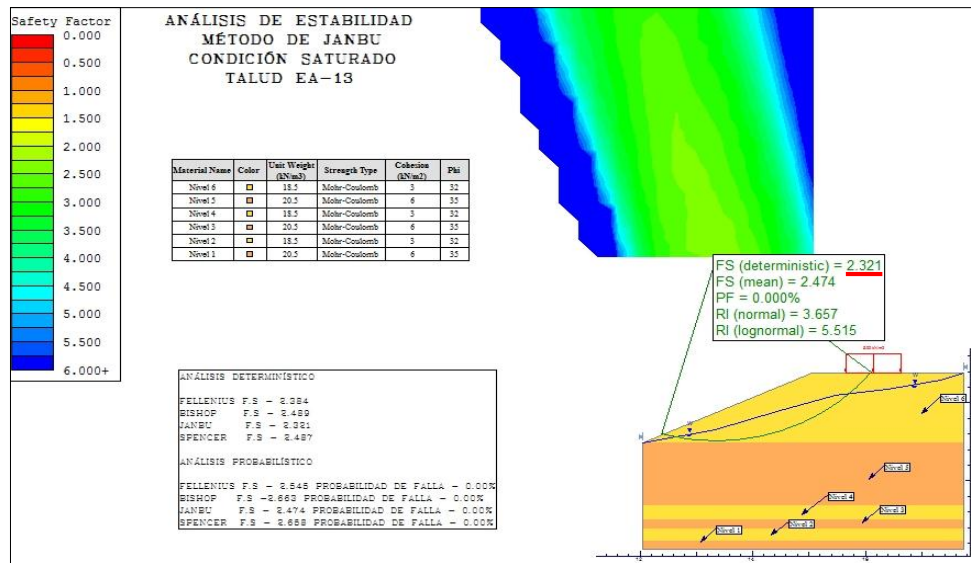 Safety Factor
0.000
0.500
1.000
1.500
2.000
2.500
3.000
3.500
4.000
4.500
5.000
5.500
6.000+
ANÁLISIS DE ESTABILIDAD
MÉTODO DE JANBU
CONDICIÓN SATURADO
TALUD EA-13
Material Name Color Unit Weight (kN/m3) Strength Type Cohesion (kN/m2) Phi
Nivel 6 18.5 Mohr-Coulomb 3 32
Nivel 5 20.5 Mohr-Coulomb 6 35
Nivel 4 18.5 Mohr-Coulomb 3 32
Nivel 3 20.5 Mohr-Coulomb 6 35
Nivel 2 18.5 Mohr-Coulomb 3 32
Nivel 1 20.5 Mohr-Coulomb 6 35
FS (deterministic) = 2.321
FS (mean) = 2.474
PF = 0.000%
RI (normal) = 3.657
RI (lognormal) = 5.515
ANÁLISIS DETERMINÍSTICO
FELLENIUS F.S - 2.384
BISHOP F.S - 2.489
JANBU F.S - 2.321
SPENCER F.S - 2.487
ANÁLISIS PROBABILÍSTICO
FELLENIUS F.S - 2.545 PROBABILIDAD DE FALLA - 0.00%
BISHOP F.S -2.663 PROBABILIDAD DE FALLA - 0.00%
JANBU F.S - 2.474 PROBABILIDAD DE FALLA - 0.00%
SPENCER F.S - 2.658 PROBABILIDAD DE FALLA - 0.00%
W
W
Nivel 6
Nivel 5
Nivel 4
Nivel 3
Nivel 2
Nivel 1